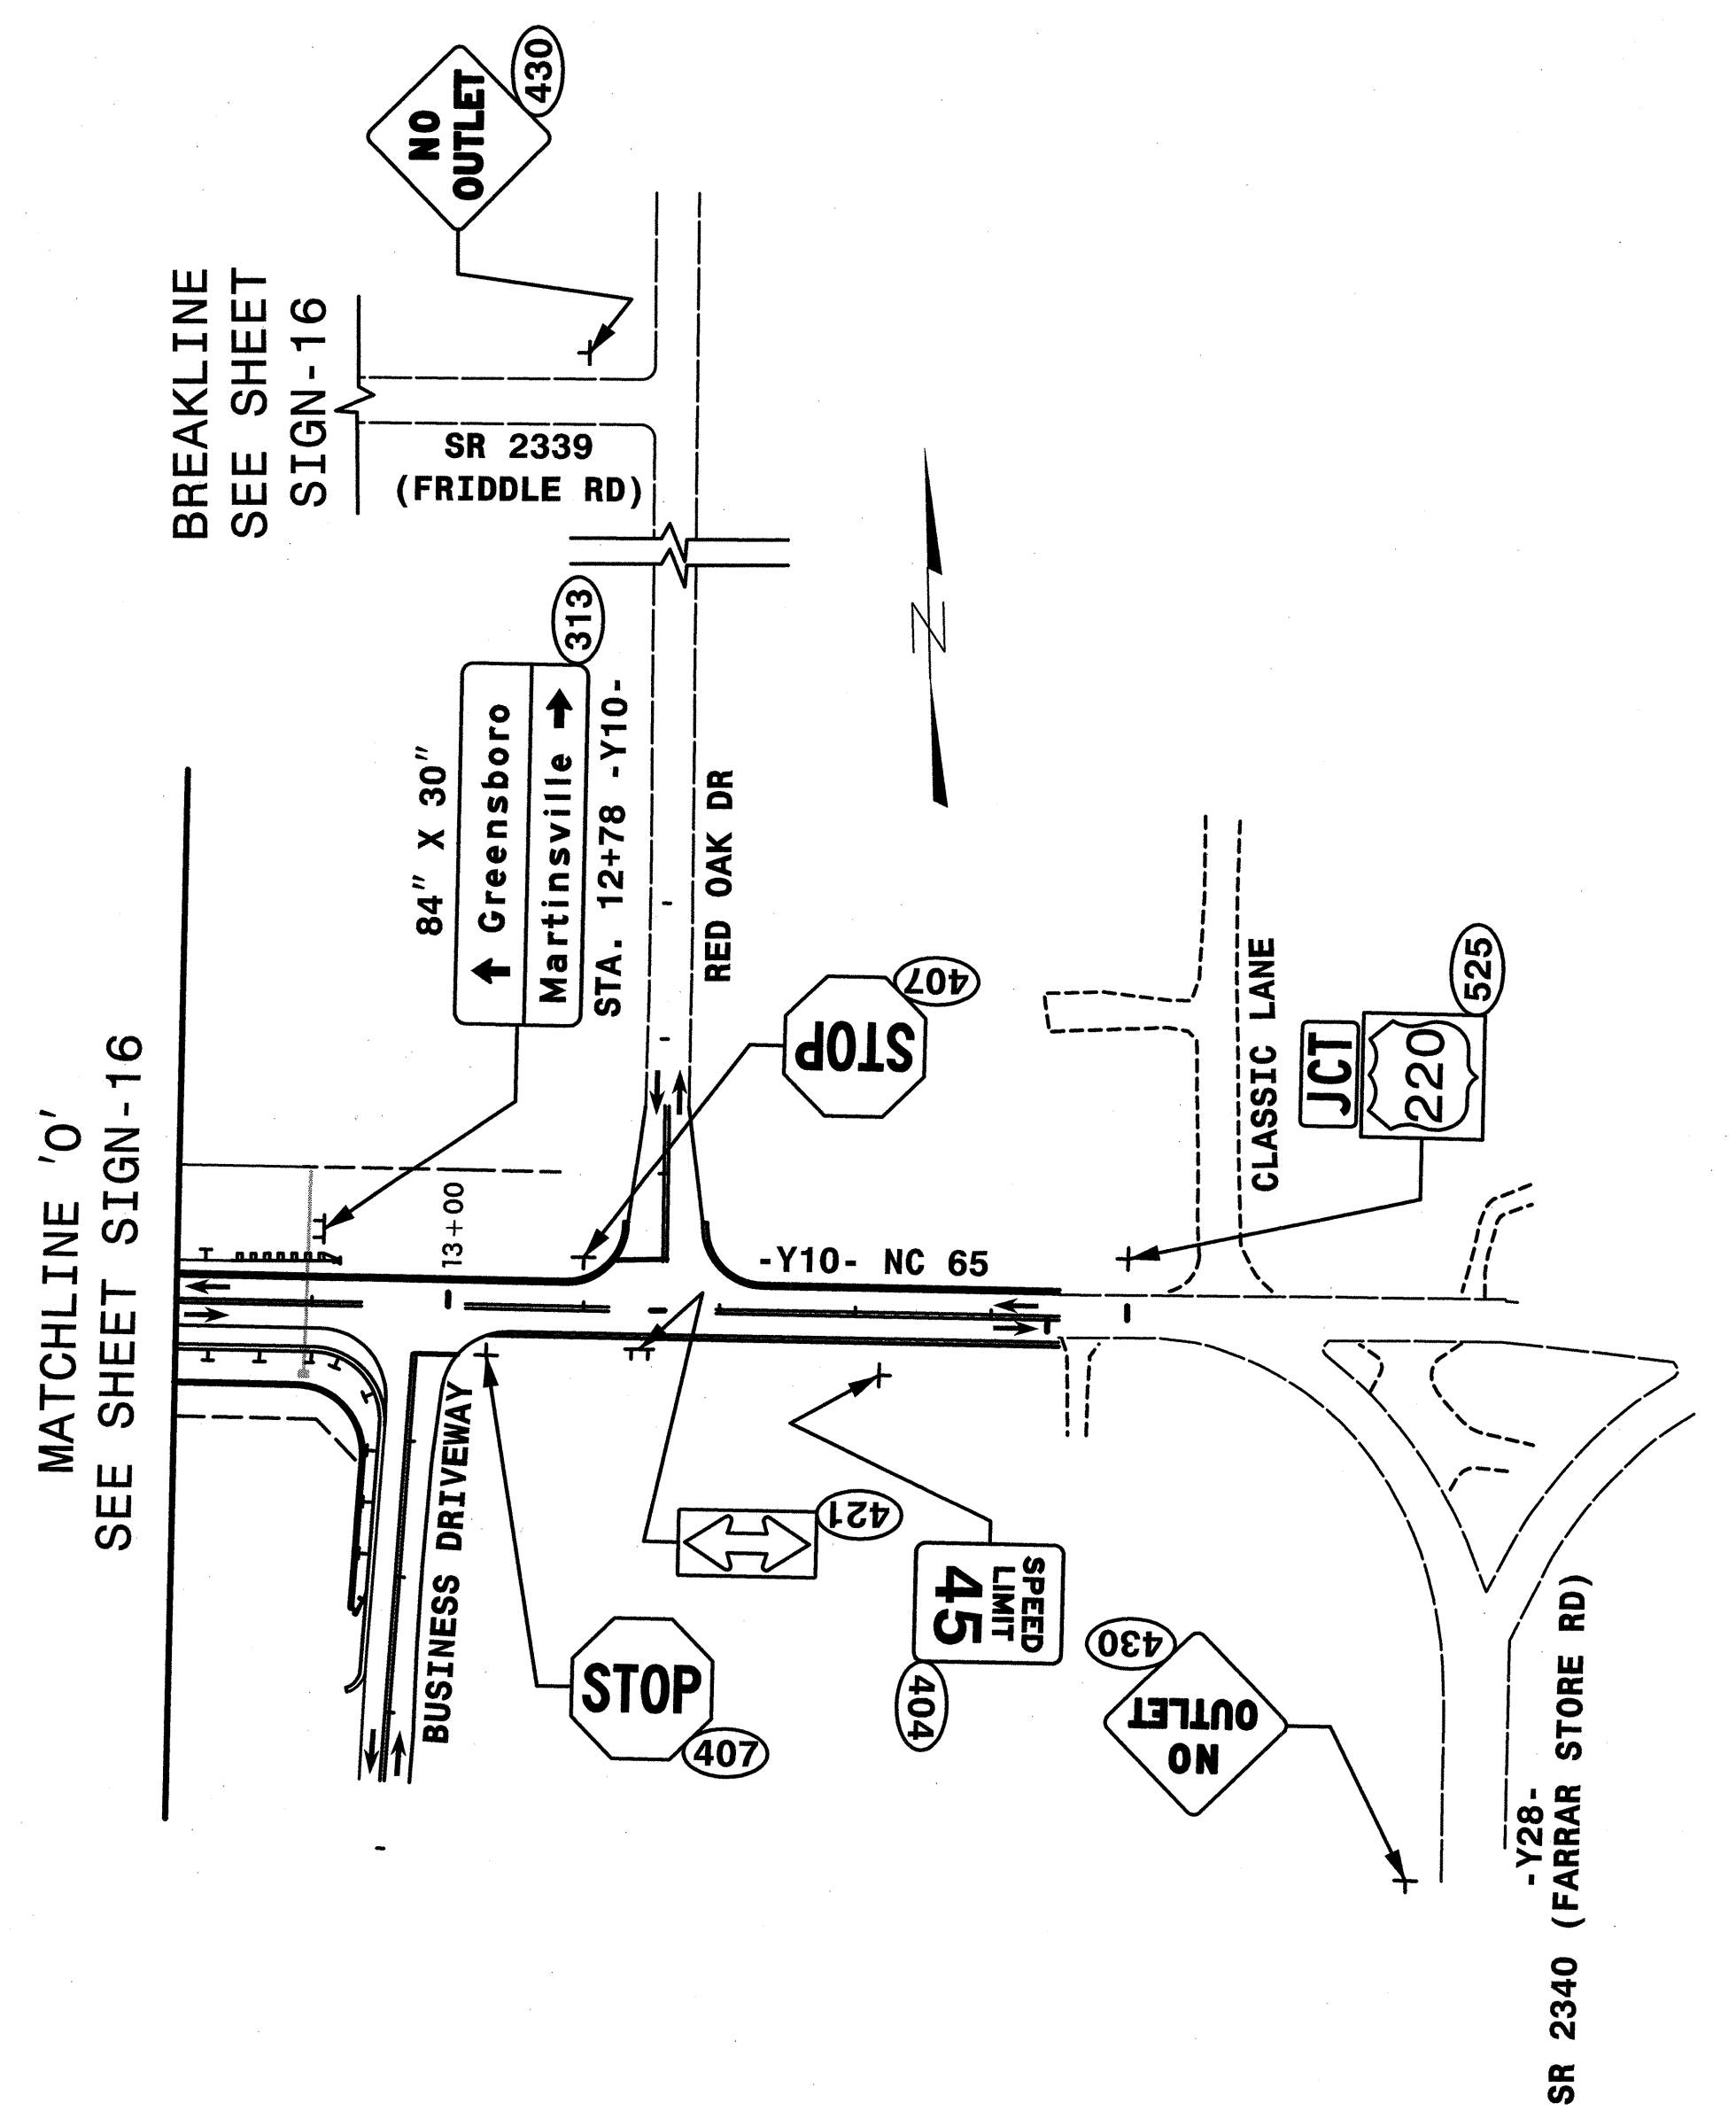 MATCHLINE 'O'
SEE SHEET SIGN-16
BREAKLINE
SEE SHEET
SIGN-16
NO
OUTLET
430
SR 2339
(FRIDDLE RD)
84" X 30"
Greensboro
Martinsville
313
STA. 12+78 -Y10-
RED OAK DR
STOP
407
13+00
-Y10- NC 65
N
CLASSIC LANE
JCT
220
525
BUSINESS DRIVEWAY
STOP
407
421
SPEED
LIMIT
45
404
NO
OUTLET
430
-Y28-
SR 2340 (FARRAR STORE RD)